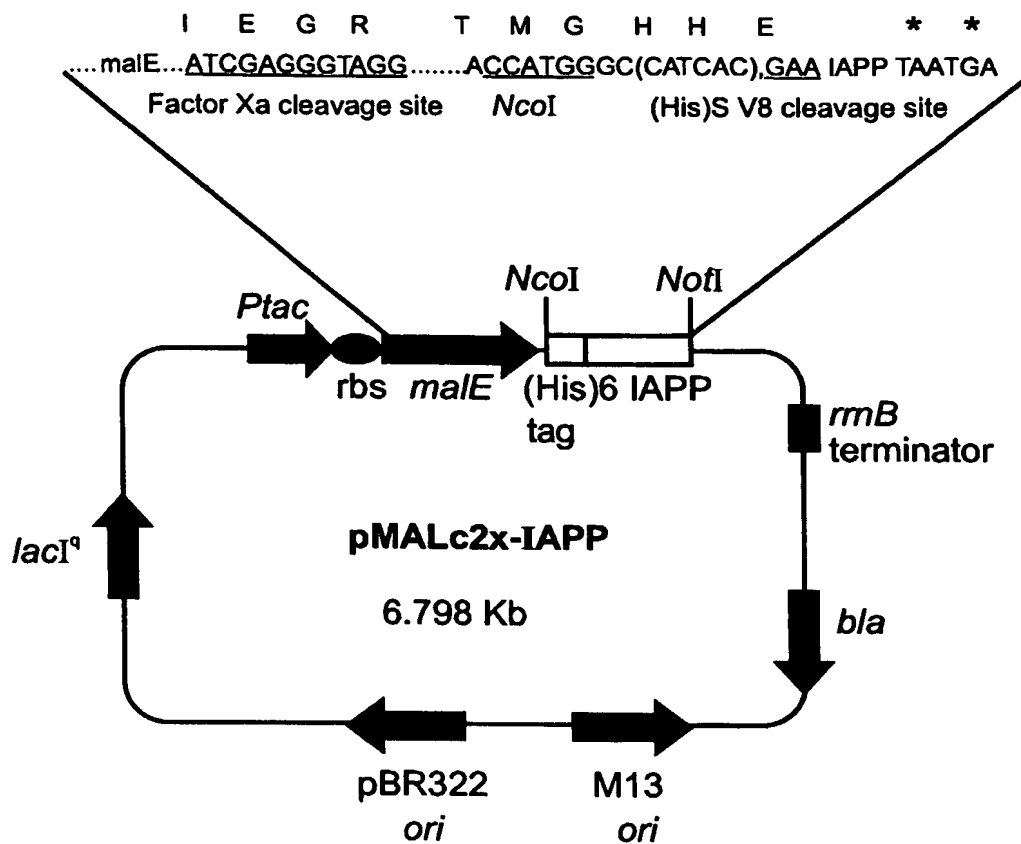 I E G R T M G H H E * *
....malE...ATCGAGGGTAGG........ACCATGGGC(CATCAC),GAA IAPP TAATGA
Factor Xa cleavage site NcoI (His)S V8 cleavage site
NcoI NotI
Ptac
rbs malE (His)6 IAPP
tag
rrnB
terminator
lacIq
pMALc2x-IAPP
6.798 Kb
bla
pBR322 M13
ori ori